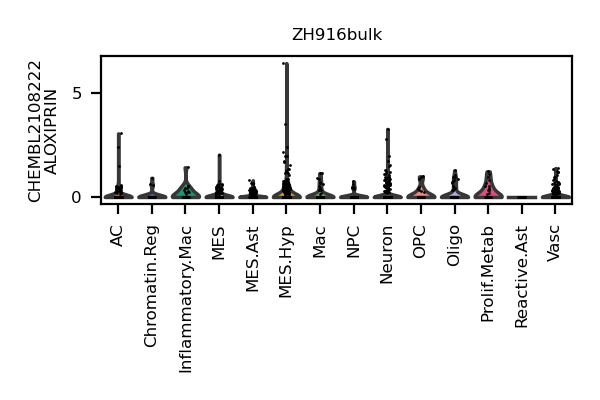 ZH916bulk
CHEMBL2108222
ALOXIPRIN
5
0
AC
Chromatin.Reg
Inflammatory.Mac
MES
MES.Ast
MES.Hyp
Mac
NPC
Neuron
OPC
Oligo
Prolif.Metab
Reactive.Ast
Vasc